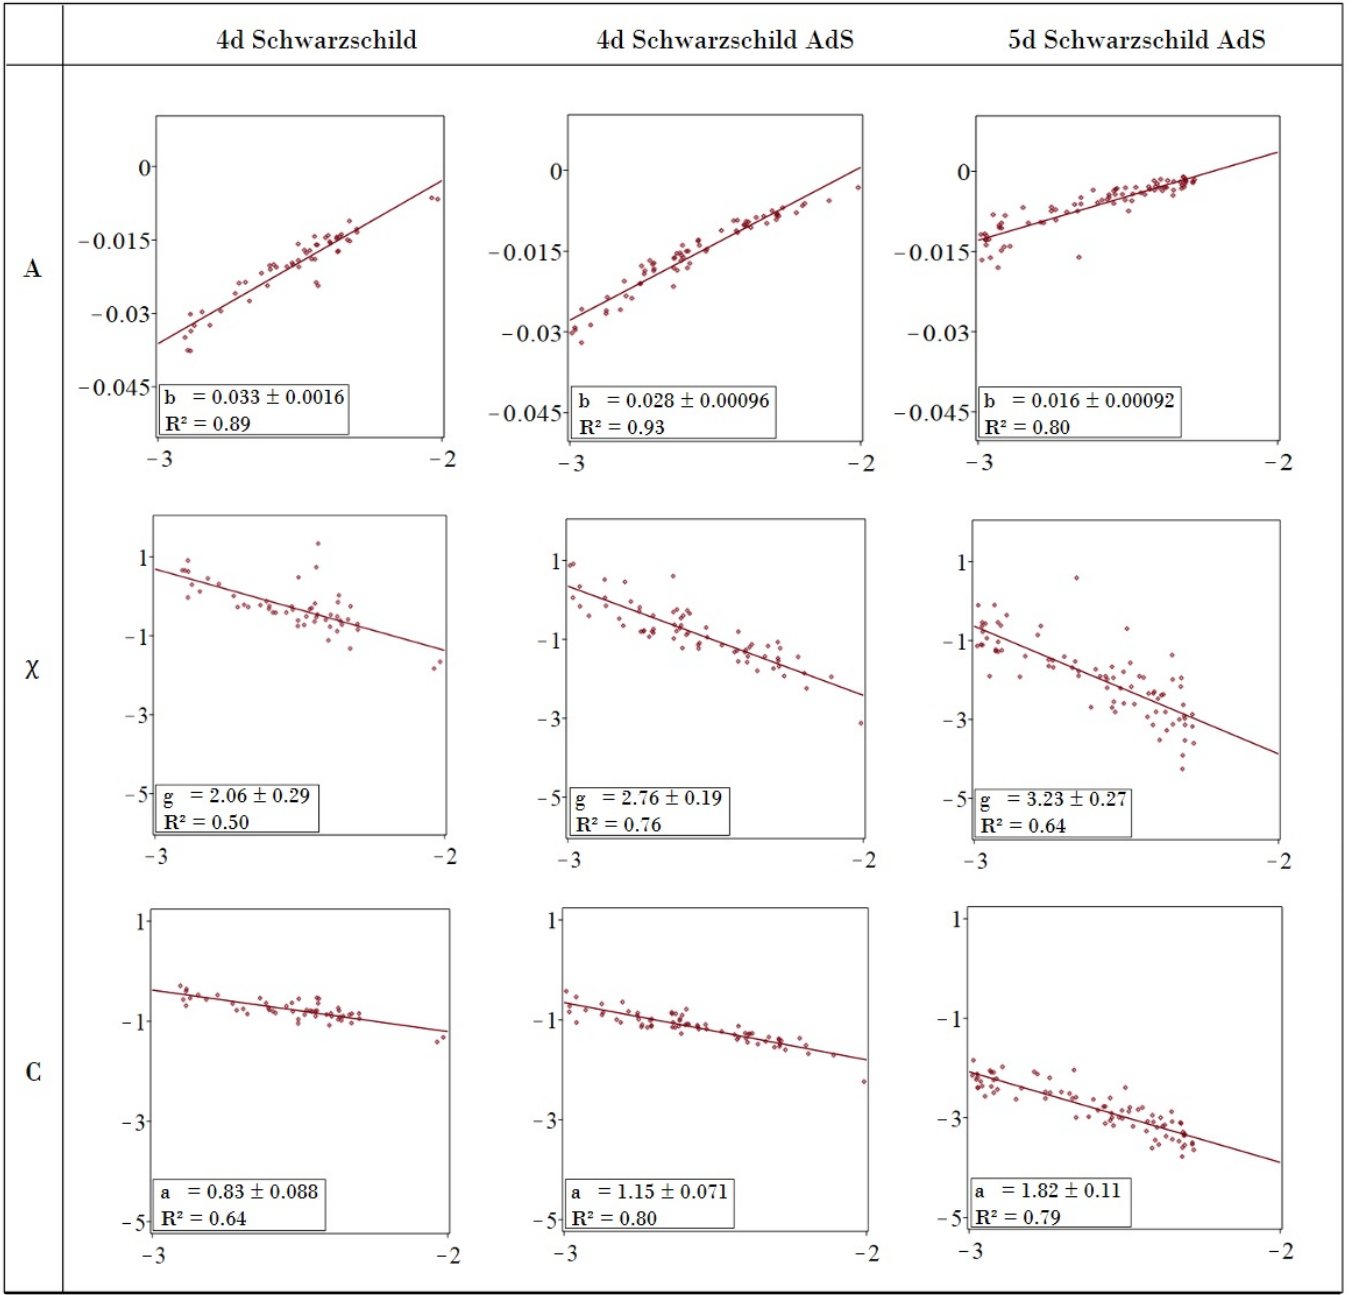 4d Schwarzschild 4d Schwarzschild AdS 5d Schwarzschild AdS
A
0
−0.015
−0.03
−0.045
b = 0.033 ± 0.0016
R² = 0.89
−3 −2
0
−0.015
−0.03
−0.045
b = 0.028 ± 0.00096
R² = 0.93
−3 −2
0
−0.015
−0.03
−0.045
b = 0.016 ± 0.00092
R² = 0.80
−3 −2
χ
1
−1
−3
−5
g = 2.06 ± 0.29
R² = 0.50
−3 −2
1
−1
−3
−5
g = 2.76 ± 0.19
R² = 0.76
−3 −2
1
−1
−3
−5
g = 3.23 ± 0.27
R² = 0.64
−3 −2
C
1
−1
−3
−5
a = 0.83 ± 0.088
R² = 0.64
−3 −2
1
−1
−3
−5
a = 1.15 ± 0.071
R² = 0.80
−3 −2
1
−1
−3
−5
a = 1.82 ± 0.11
R² = 0.79
−3 −2